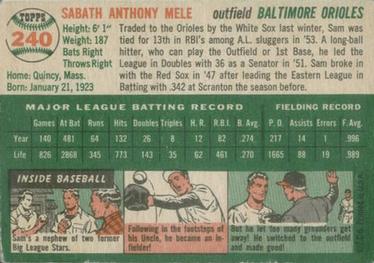 TOPPS
240
SABATH ANTHONY MELE outfield BALTIMORE ORIOLES
Height: 6' 1"
Weight: 187
Bats Right
Throws Right
Home: Quincy, Mass.
Born: January 21, 1923
Traded to the Orioles by the White Sox last winter, Sam was
tied for 13th in RBI's among A.L. sluggers in '53. A long-ball
hitter, who can play the Outfield or 1st Base, he led the
League in Doubles with 36 as a Senator in '51. Sam broke in
with the Red Sox in '47 after leading the Eastern League in
Batting with .342 at Scranton the season before.
MAJOR LEAGUE BATTING RECORD FIELDING RECORD
Games At Bat Runs Hits Doubles Triples H. R. R.B.I. B. Avg. P. O. Assists Errors F. Avg.
Year 140 481 64 132 26 8 12 82 .274 217 14 1 .996
Life 826 2868 345 773 143 35 62 441 .270 1665 66 19 .989
INSIDE BASEBALL
Sam's a nephew of two former
Big League Stars.
Following in the footsteps of
his Uncle, he became an in-
fielder!
But he let too many grounders
get away! He switched to the
outfield and made good!